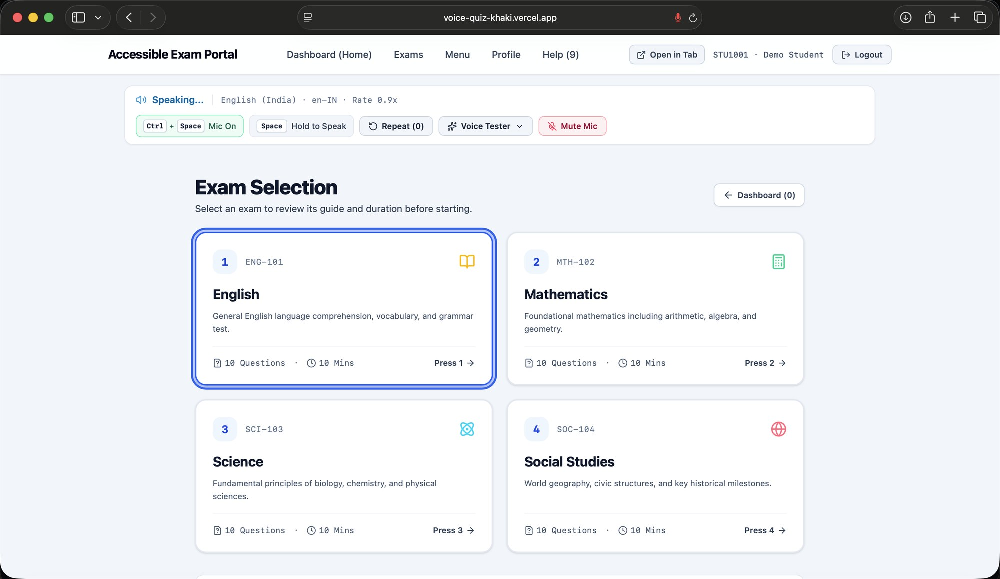 voice-quiz-khaki.vercel.app
Accessible Exam Portal
Dashboard (Home) Exams Menu Profile Help (9)
Open in Tab STU1001 · Demo Student Logout
Speaking... English (India) · en-IN · Rate 0.9x
Ctrl + Space Mic On Space Hold to Speak Repeat (0) Voice Tester Mute Mic
Exam Selection
Select an exam to review its guide and duration before starting.
Dashboard (0)
1 ENG-101
English
General English language comprehension, vocabulary, and grammar
test.
10 Questions · 10 Mins Press 1 →
2 MTH-102
Mathematics
Foundational mathematics including arithmetic, algebra, and
geometry.
10 Questions · 10 Mins Press 2 →
3 SCI-103
Science
Fundamental principles of biology, chemistry, and physical
sciences.
10 Questions · 10 Mins Press 3 →
4 SOC-104
Social Studies
World geography, civic structures, and key historical milestones.
10 Questions · 10 Mins Press 4 →